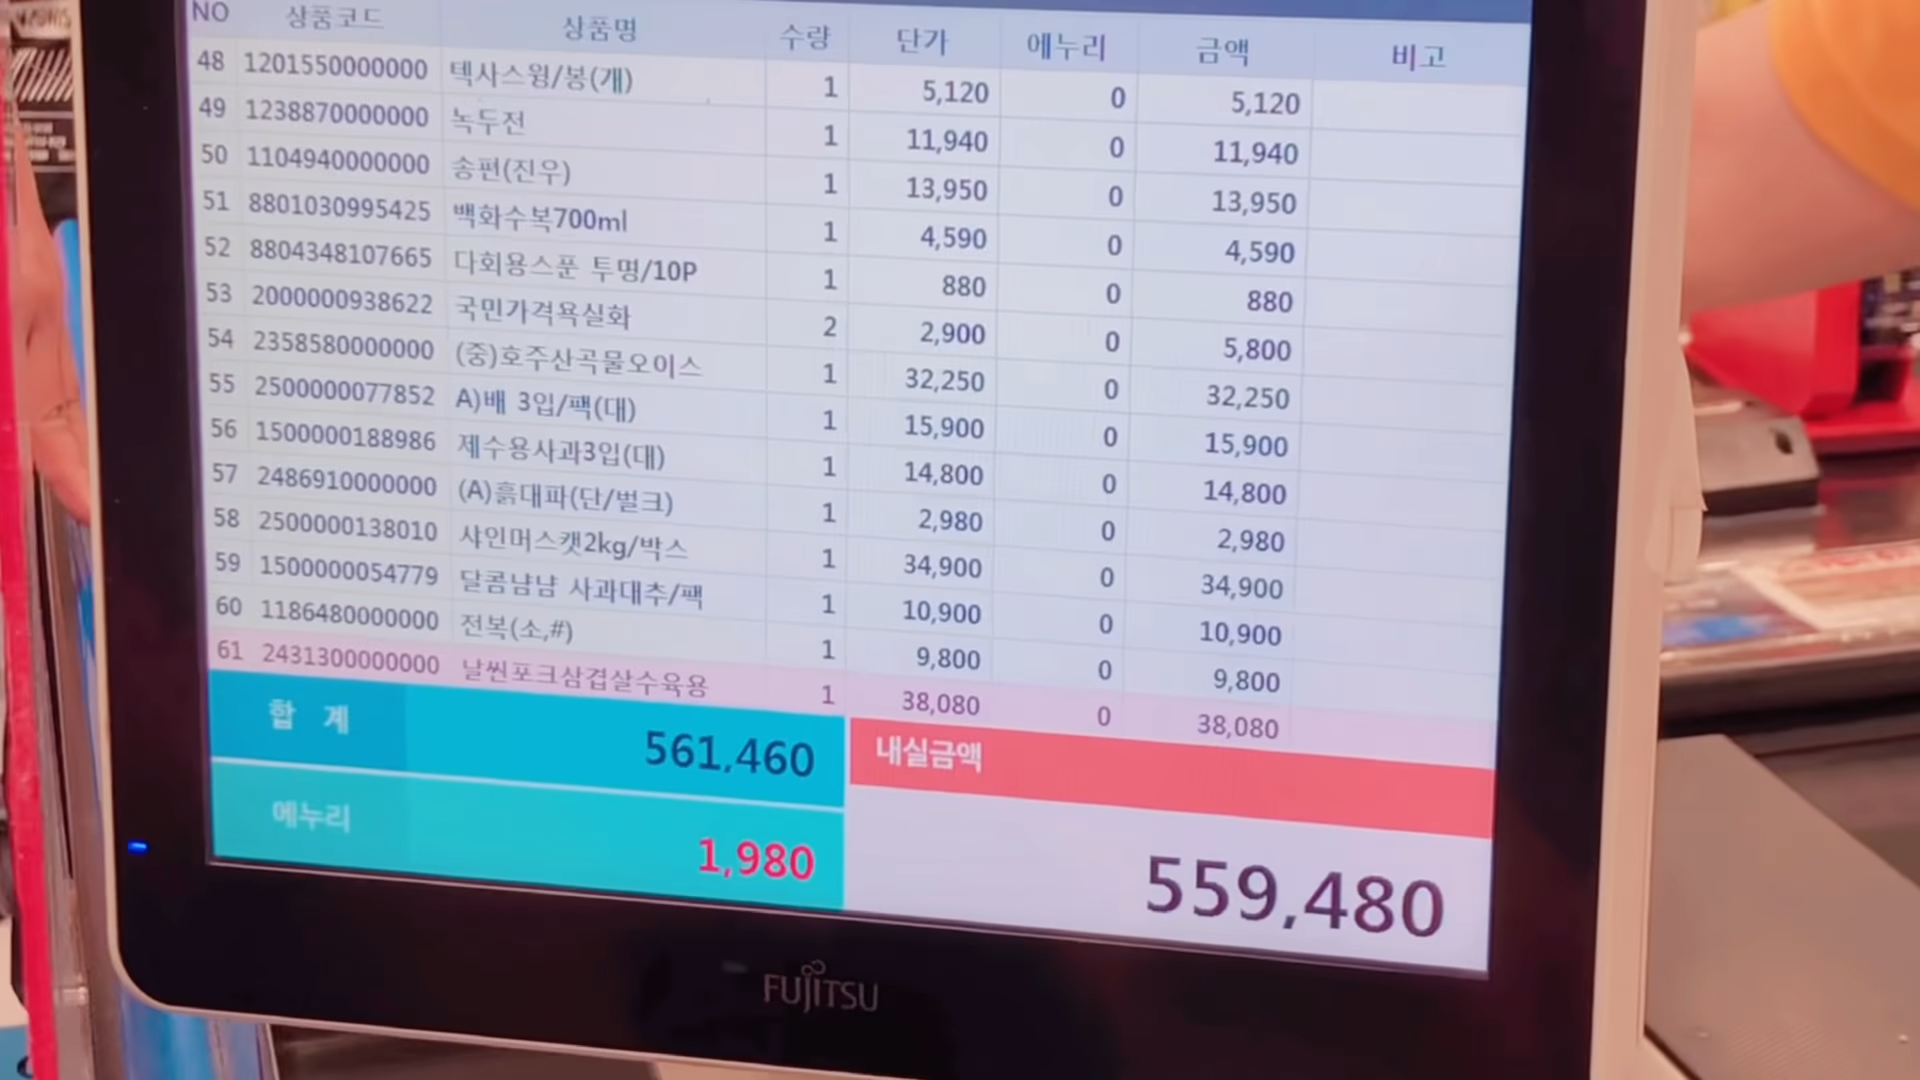 NO 상품코드 상품명 수량 단가 에누리 금액 비고
48 1201550000000 텍사스윙/봉(개) 1 5,120 0 5,120
49 1238870000000 녹두전 1 11,940 0 11,940
50 1104940000000 송편(진우) 1 13,950 0 13,950
51 8801030995425 백화수복700ml 1 4,590 0 4,590
52 8804348107665 다회용스푼 투명/10P 1 880 0 880
53 2000000938622 국민가격욕실화 2 2,900 0 5,800
54 2358580000000 (중)호주산곡물오이스 1 32,250 0 32,250
55 2500000077852 A)배 3입/팩(대) 1 15,900 0 15,900
56 1500000188986 제수용사과3입(대) 1 14,800 0 14,800
57 2486910000000 (A)흙대파(단/벌크) 1 2,980 0 2,980
58 2500000138010 샤인머스캣2kg/박스 1 34,900 0 34,900
59 1500000054779 달콤냠냠 사과대추/팩 1 10,900 0 10,900
60 1186480000000 전복(소,#) 1 9,800 0 9,800
61 2431300000000 날씬포크삼겹살수육용 1 38,080 0 38,080
합 계 561,460
내실금액
에누리 1,980
559,480
FUJITSU